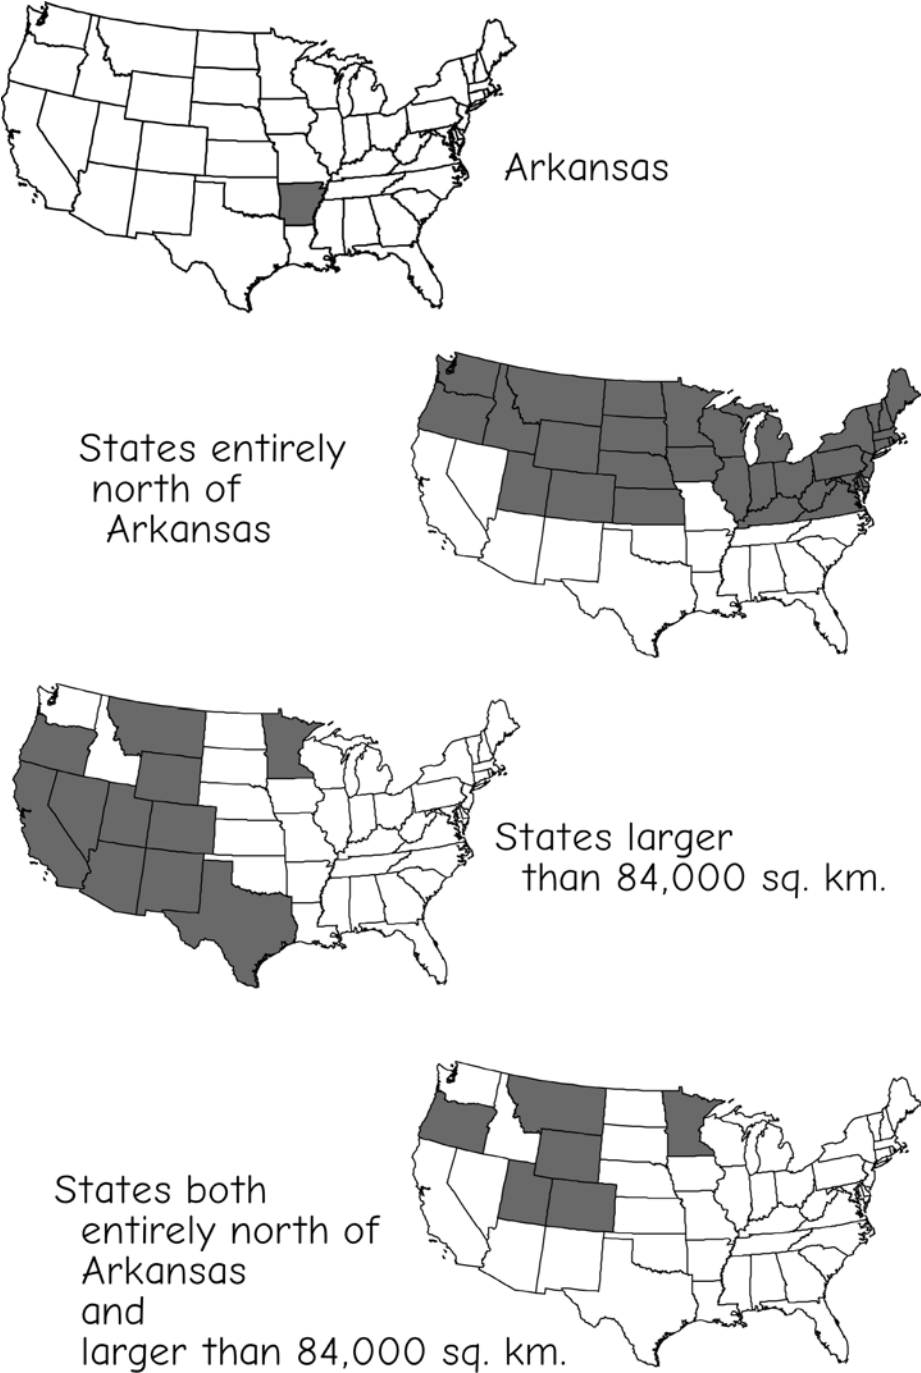 Arkansas
States entirely
north of
Arkansas
States larger
than 84,000 sq. km.
States both
entirely north of
Arkansas
and
larger than 84,000 sq. km.